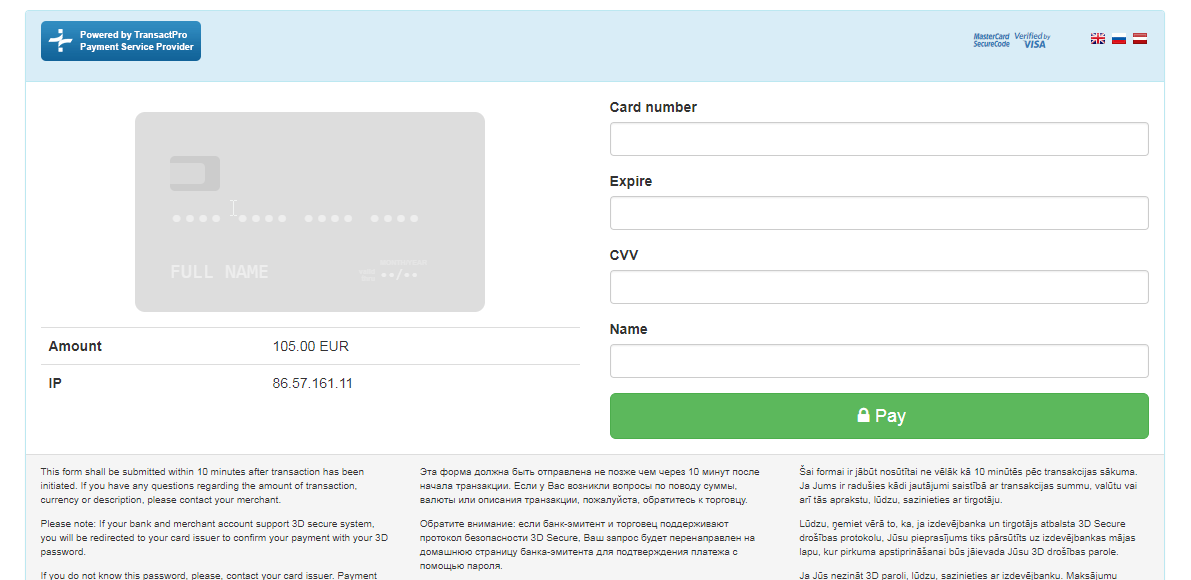 Powered by TransactPro
Payment Service Provider
MasterCard
SecureCode
Verified by
VISA
FULL NAME
Amount 105.00 EUR
IP 86.57.161.11
Card number
Expire
CVV
Name
Pay
This form shall be submitted within 10 minutes after transaction has been
initiated. If you have any questions regarding the amount of transaction,
currency or description, please contact your merchant.
Please note: If your bank and merchant account support 3D secure system,
you will be redirected to your card issuer to confirm your payment with your 3D
password.
If you do not know this password, please, contact your card issuer. Payment
Эта форма должна быть отправлена не позже чем через 10 минут после
начала транзакции. Если у Вас возникли вопросы по поводу суммы,
валюты или описания транзакции, пожалуйста, обратитесь к торговцу.
Обратите внимание: если банк-эмитент и торговец поддерживают
протокол безопасности 3D Secure, Ваш запрос будет перенаправлен на
домашнюю страницу банка-эмитента для подтверждения платежа с
помощью пароля.
Šai formai ir jābūt nosūtītai ne vēlāk kā 10 minūtēs pēc transakcijas sākuma.
Ja Jums ir radušies kādi jautājumi saistībā ar transakcijas summu, valūtu vai
arī tās aprakstu, lūdzu, sazinieties ar tirgotāju.
Lūdzu, ņemiet vērā to, ka, ja izdevējbanka un tirgotājs atbalsta 3D Secure
drošības protokolu, Jūsu pieprasījums tiks pārsūtīts uz izdevējbankas mājas
lapu, kur pirkuma apstiprināšanai būs jāievada Jūsu 3D drošības parole.
Ja Jūs nezināt 3D paroli, lūdzu, sazinieties ar izdevējbanku. Maksājumu